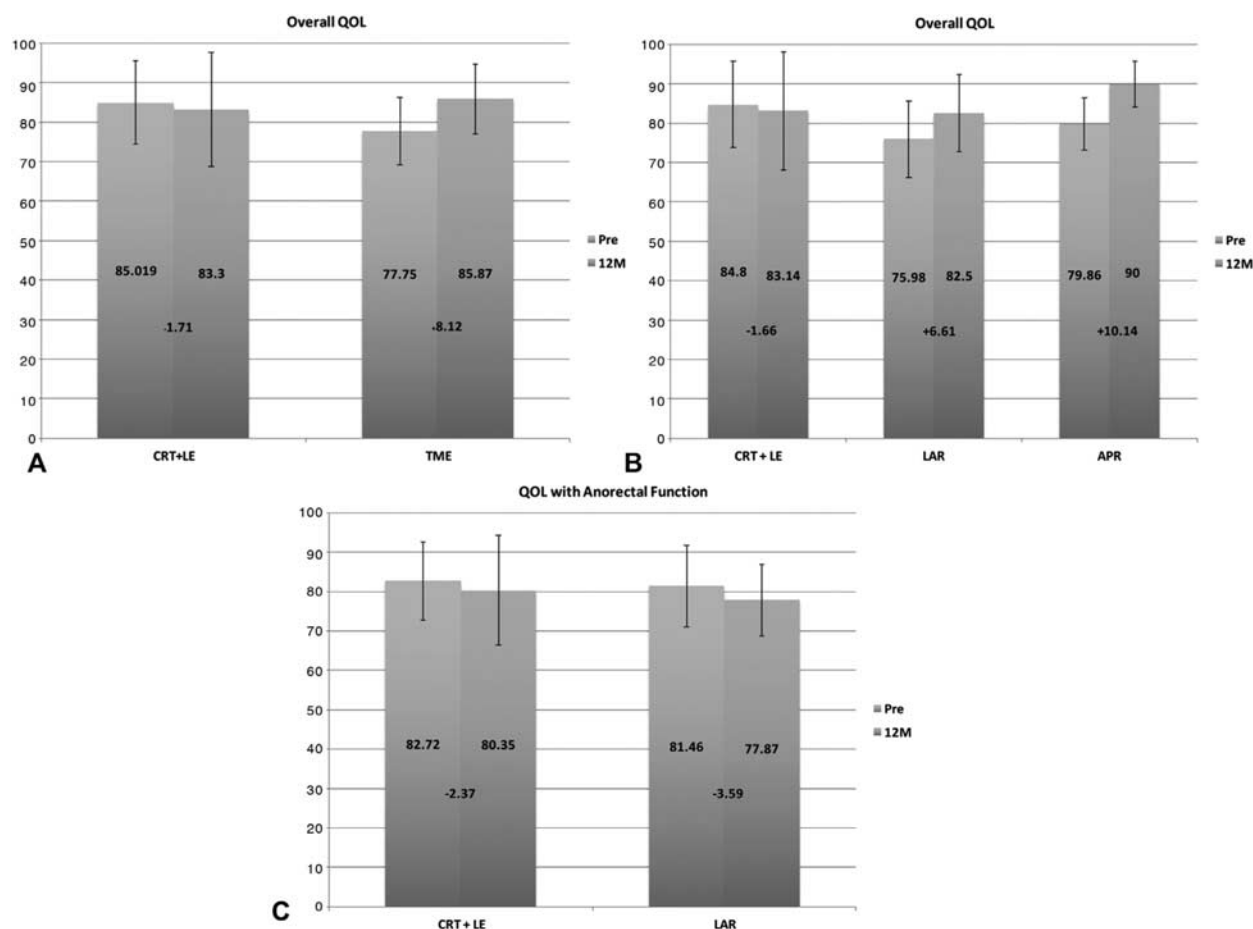 Overall QOL
100
90
80
70
60
50
40
30
20
10
0
85.019
83.3
-1.71
77.75
85.87
+8.12
Pre
12M
CRT+LE
TME
A
Overall QOL
100
90
80
70
60
50
40
30
20
10
0
84.8
83.14
-1.66
75.98
82.5
+6.61
79.86
90
+10.14
Pre
12M
CRT + LE
LAR
APR
B
QOL with Anorectal Function
100
90
80
70
60
50
40
30
20
10
0
82.72
80.35
-2.37
81.46
77.87
-3.59
Pre
12M
CRT + LE
LAR
C